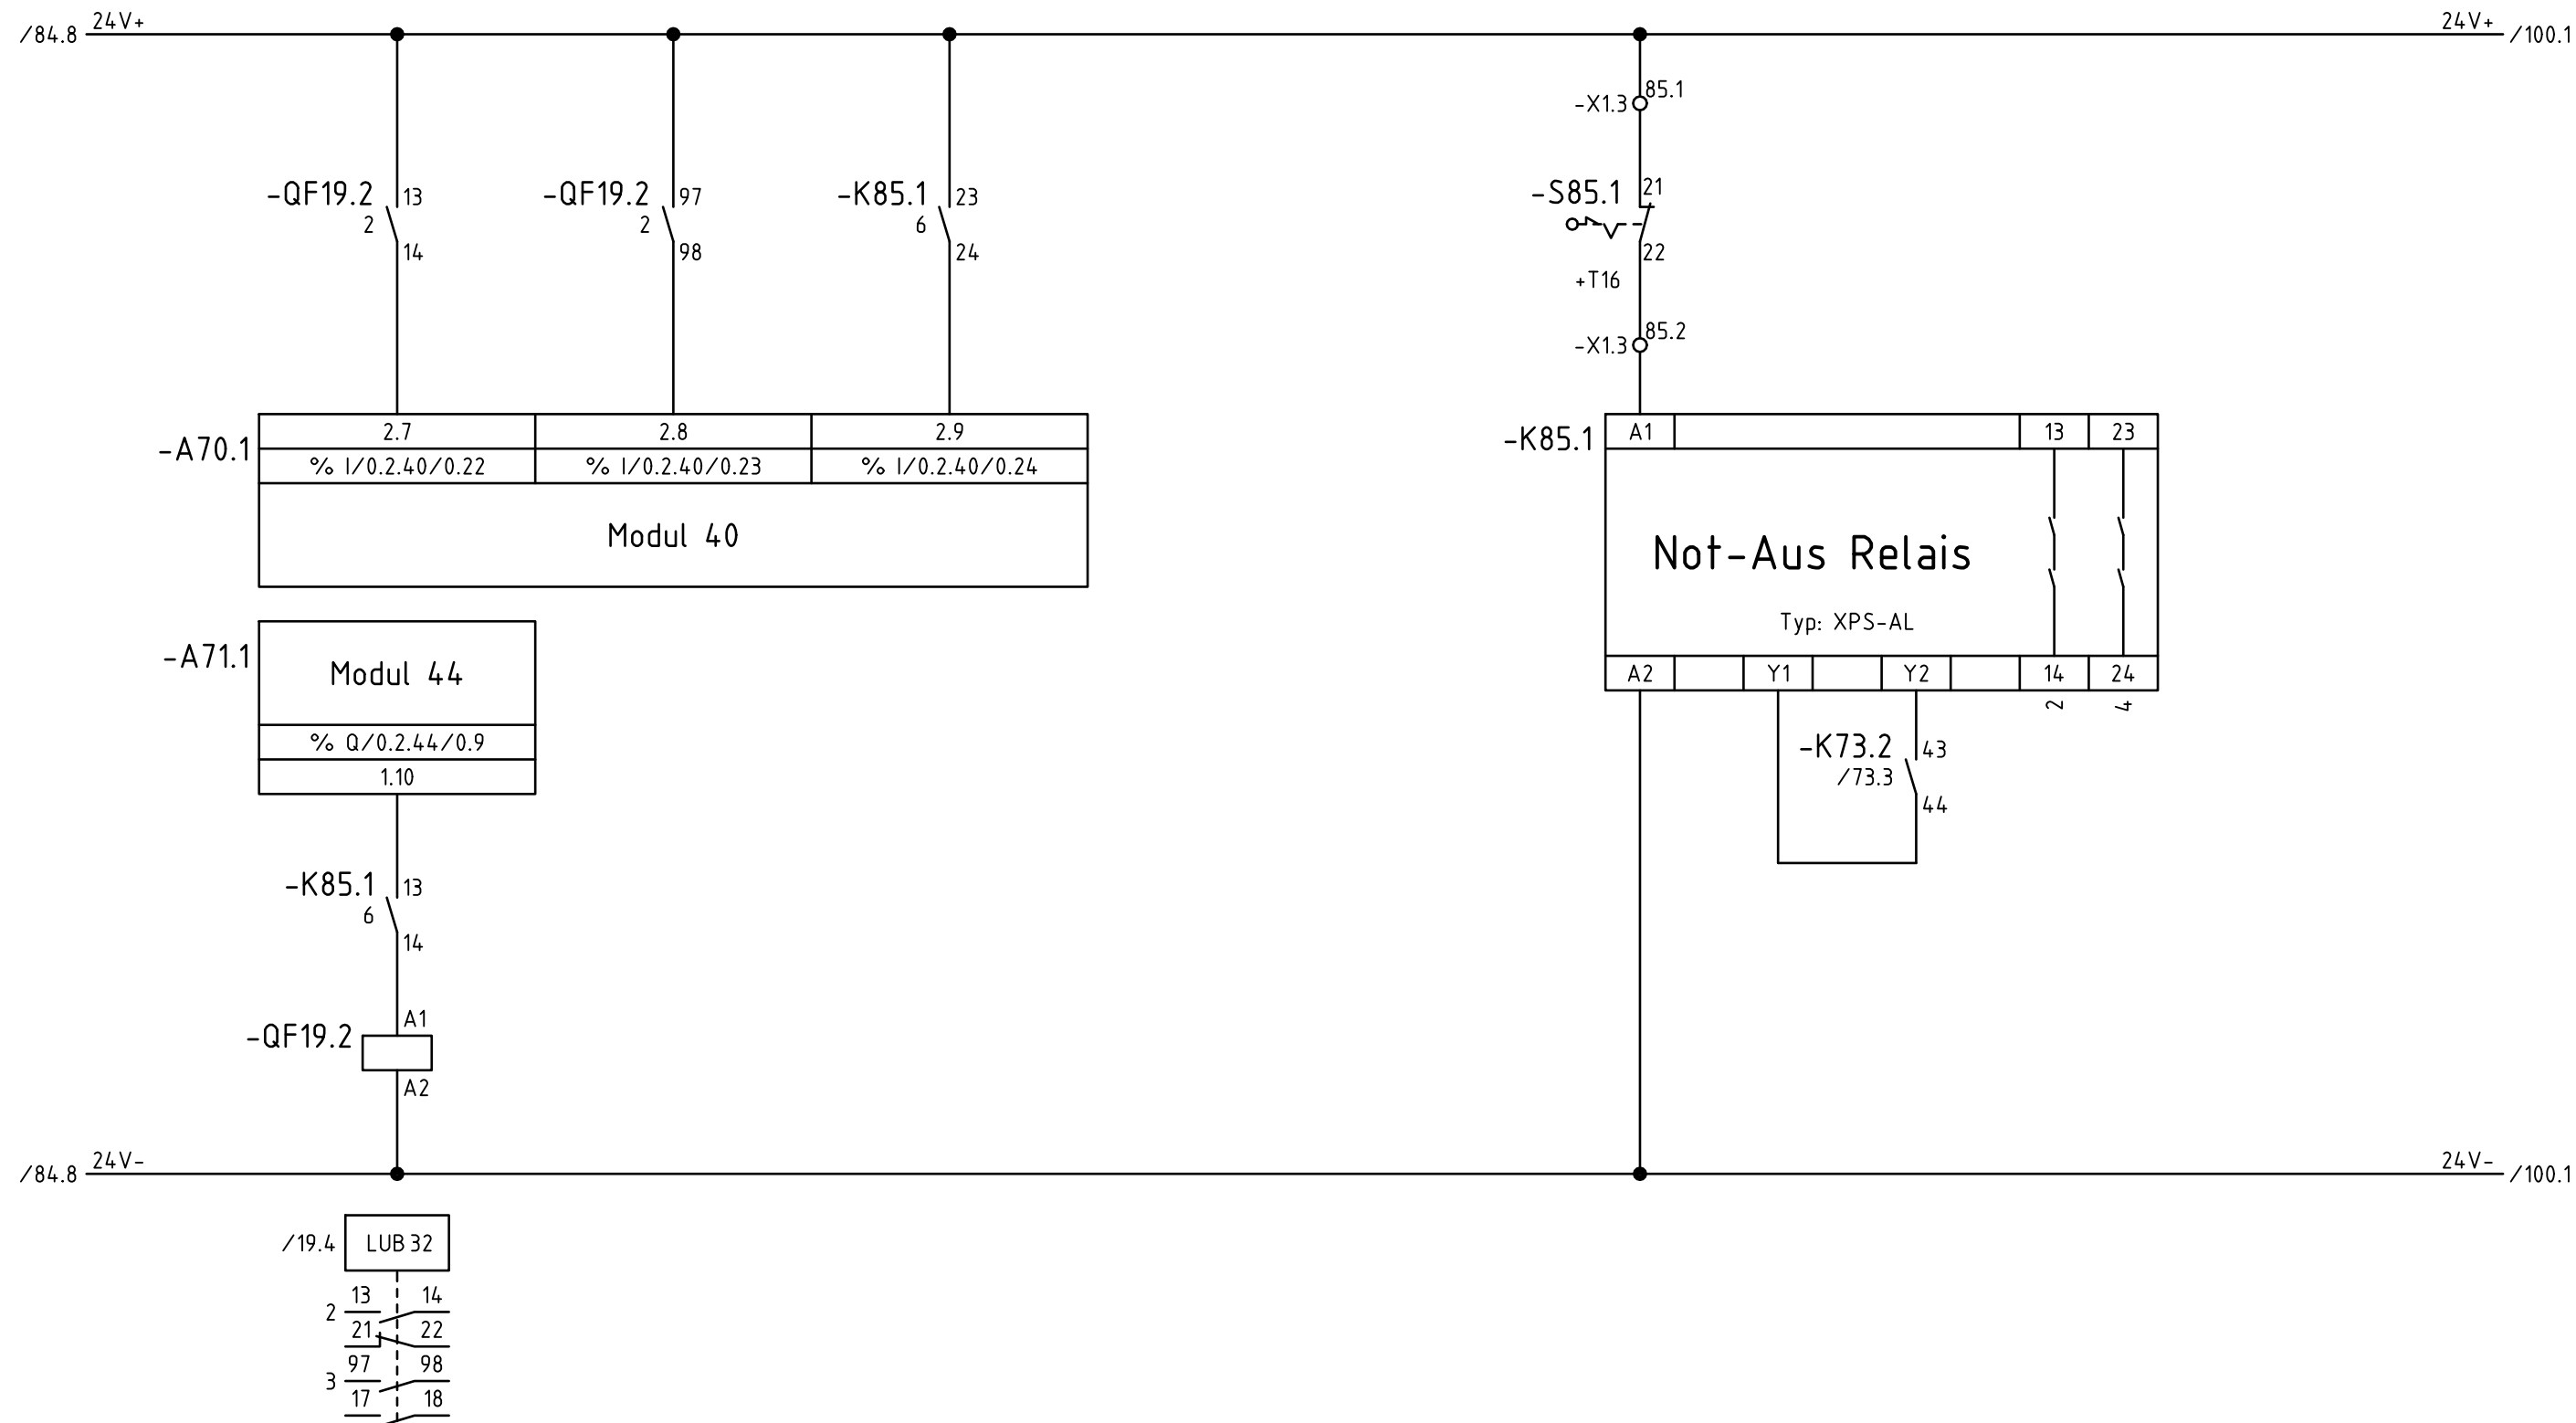 24V+
24V+
/84.8
/100.1
85.1
-X1.3
-QF19.2
13
2
14
-QF19.2
97
2
98
-K85.1
23
6
24
-S85.1
21
22
+T16
85.2
-X1.3
-A70.1
2.7
2.8
2.9
% I/0.2.40/0.22
% I/0.2.40/0.23
% I/0.2.40/0.24
Modul 40
-K85.1
A1
13
23
Not-Aus Relais
Typ: XPS-AL
A2
Y1
Y2
14
24
2
4
-A71.1
Modul 44
% Q/0.2.44/0.9
1.10
-K73.2
43
/73.3
44
-K85.1
13
6
14
A1
-QF19.2
A2
24V-
24V-
/84.8
/100.1
/19.4
LUB 32
13
14
2
21
22
97
98
3
17
18